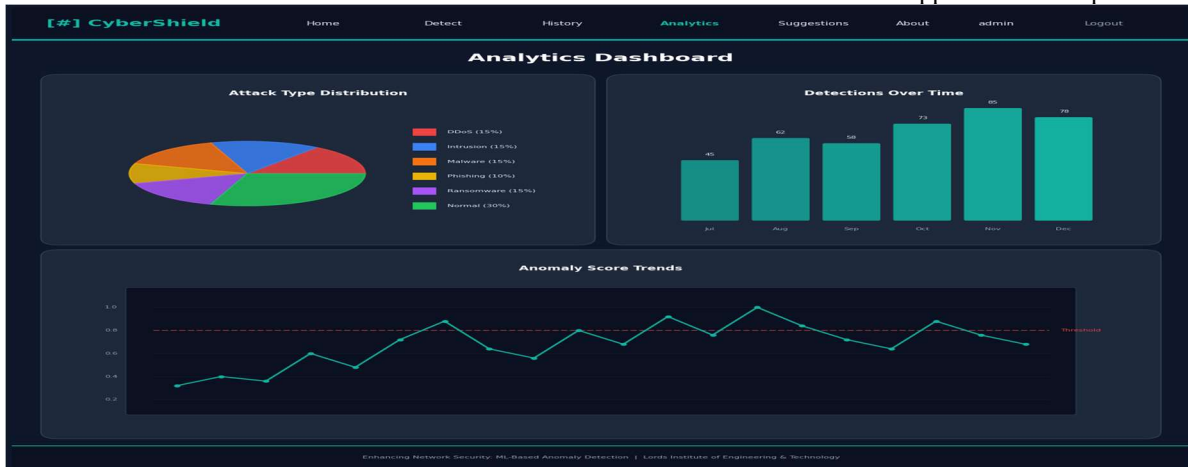 [#] CyberShield Home Detect History Analytics Suggestions About admin Logout
Analytics Dashboard
Attack Type Distribution
DDoS (15%)
Intrusion (15%)
Malware (15%)
Phishing (10%)
Ransomware (15%)
Normal (30%)
Detections Over Time
45 62 58 73 85 78
Jul Aug Sep Oct Nov Dec
Anomaly Score Trends
1.0
0.8
0.6
0.4
0.2
Threshold
Enhancing Network Security: ML-Based Anomaly Detection | Lords Institute of Engineering & Technology